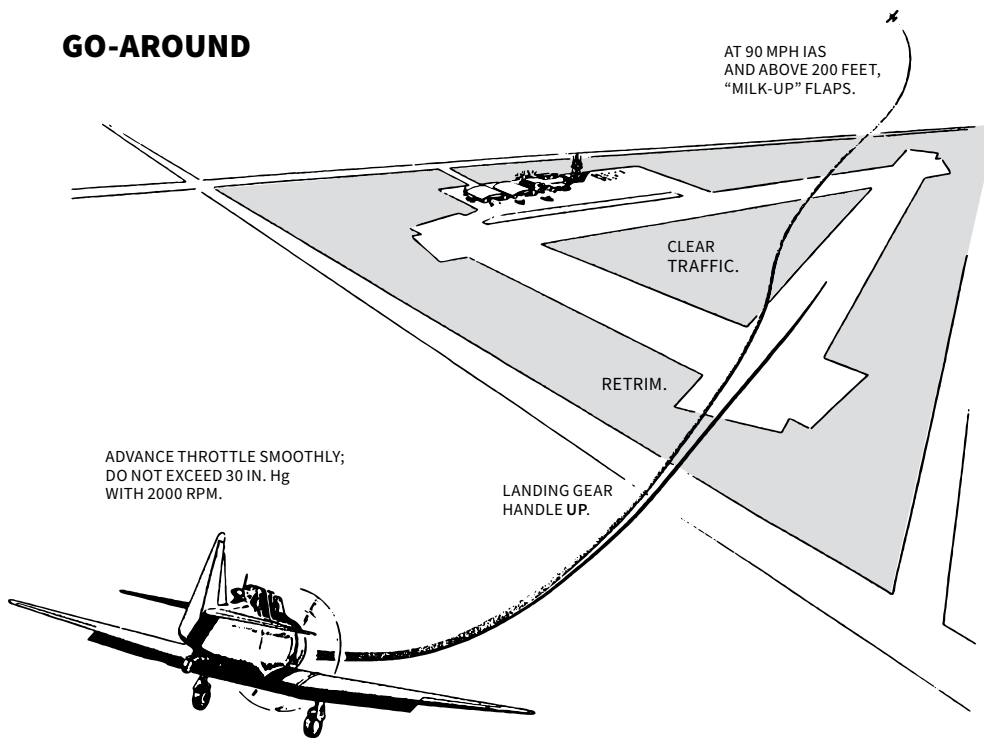 GO-AROUND
AT 90 MPH IAS
AND ABOVE 200 FEET,
“MILK-UP” FLAPS.
CLEAR
TRAFFIC.
RETRIM.
ADVANCE THROTTLE SMOOTHLY;
DO NOT EXCEED 30 IN. Hg
WITH 2000 RPM.
LANDING GEAR
HANDLE UP.